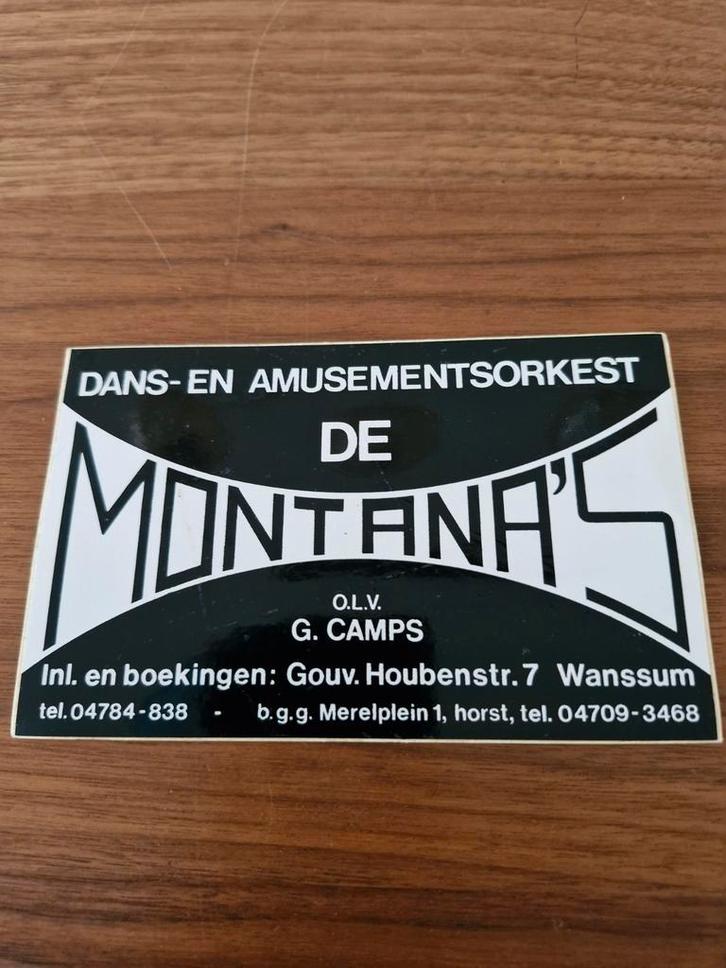 DANS- EN AMUSEMENTSORKEST
DE
MONTANA'S
O.L.V.
G. CAMPS
Inl. en boekingen: Gouv. Houbenstr. 7 Wanssum
tel. 04784-838 - b.g.g. Merelplein 1, horst, tel. 04709-3468